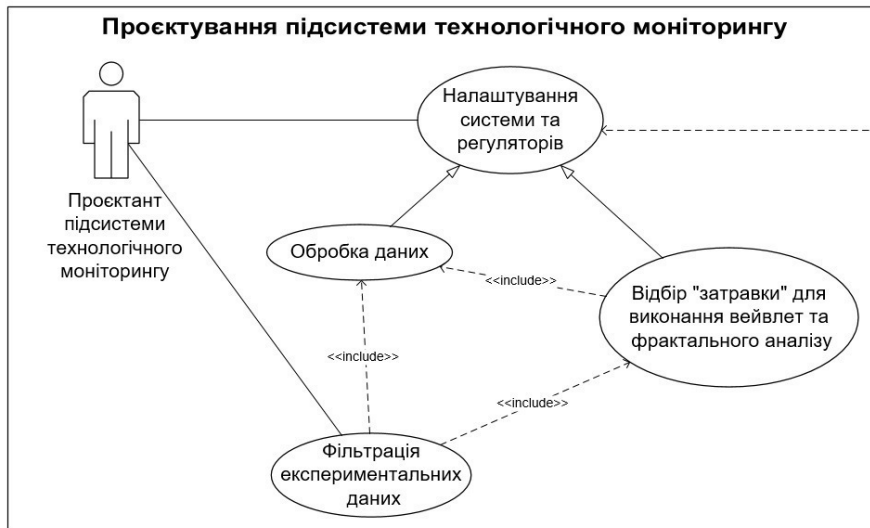 Проєктування підсистеми технологічного моніторингу
Налаштування
системи та
регуляторів
Проєктант
підсистеми
технологічного
моніторингу
Обробка даних
<<include>>
Відбір "затравки" для
виконання вейвлет та
фрактального аналізу
<<include>>
<<include>>
Фільтрація
експериментальних
даних